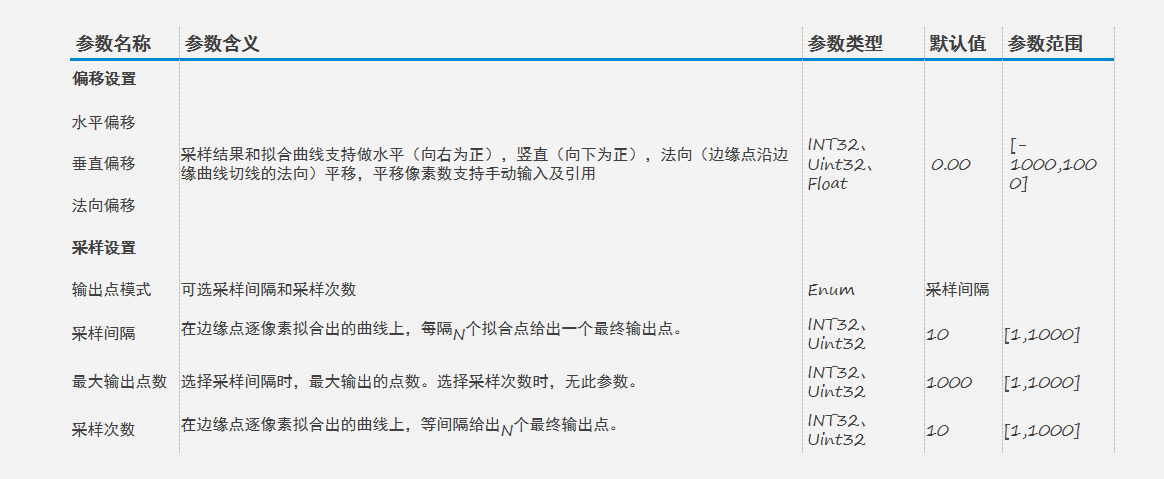 参数名称 参数含义 参数类型 默认值 参数范围
偏移设置
水平偏移
垂直偏移
法向偏移
采样结果和拟合曲线支持做水平（向右为正），竖直（向下为正），法向（边缘点沿边
缘曲线切线的法向）平移，平移像素数支持手动输入及引用
INT32、
Uint32、
Float
0.00
[-
1000,100
0]
采样设置
输出点模式 可选采样间隔和采样次数 Enum 采样间隔
采样间隔 在边缘点逐像素拟合出的曲线上，每隔N个拟合点给出一个最终输出点。
INT32、
Uint32
10 [1,1000]
最大输出点数 选择采样间隔时，最大输出的点数。选择采样次数时，无此参数。
INT32、
Uint32
1000 [1,1000]
采样次数 在边缘点逐像素拟合出的曲线上，等间隔给出N个最终输出点。
INT32、
Uint32
10 [1,1000]